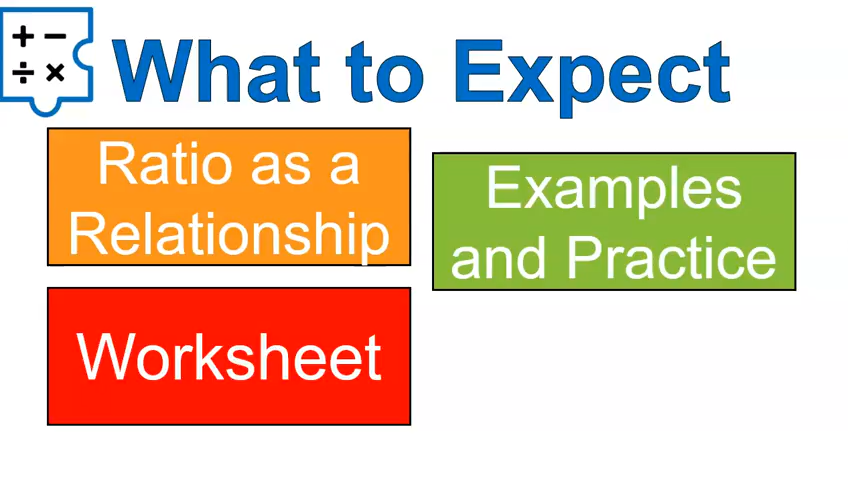 + −
÷ ×
What to Expect
Ratio as a
Relationship
Examples
and Practice
Worksheet